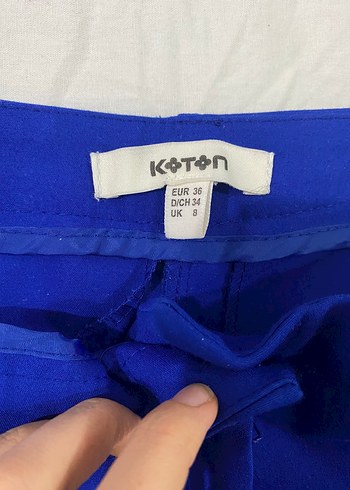 KOTON
EUR 36
D/CH 34
UK 8